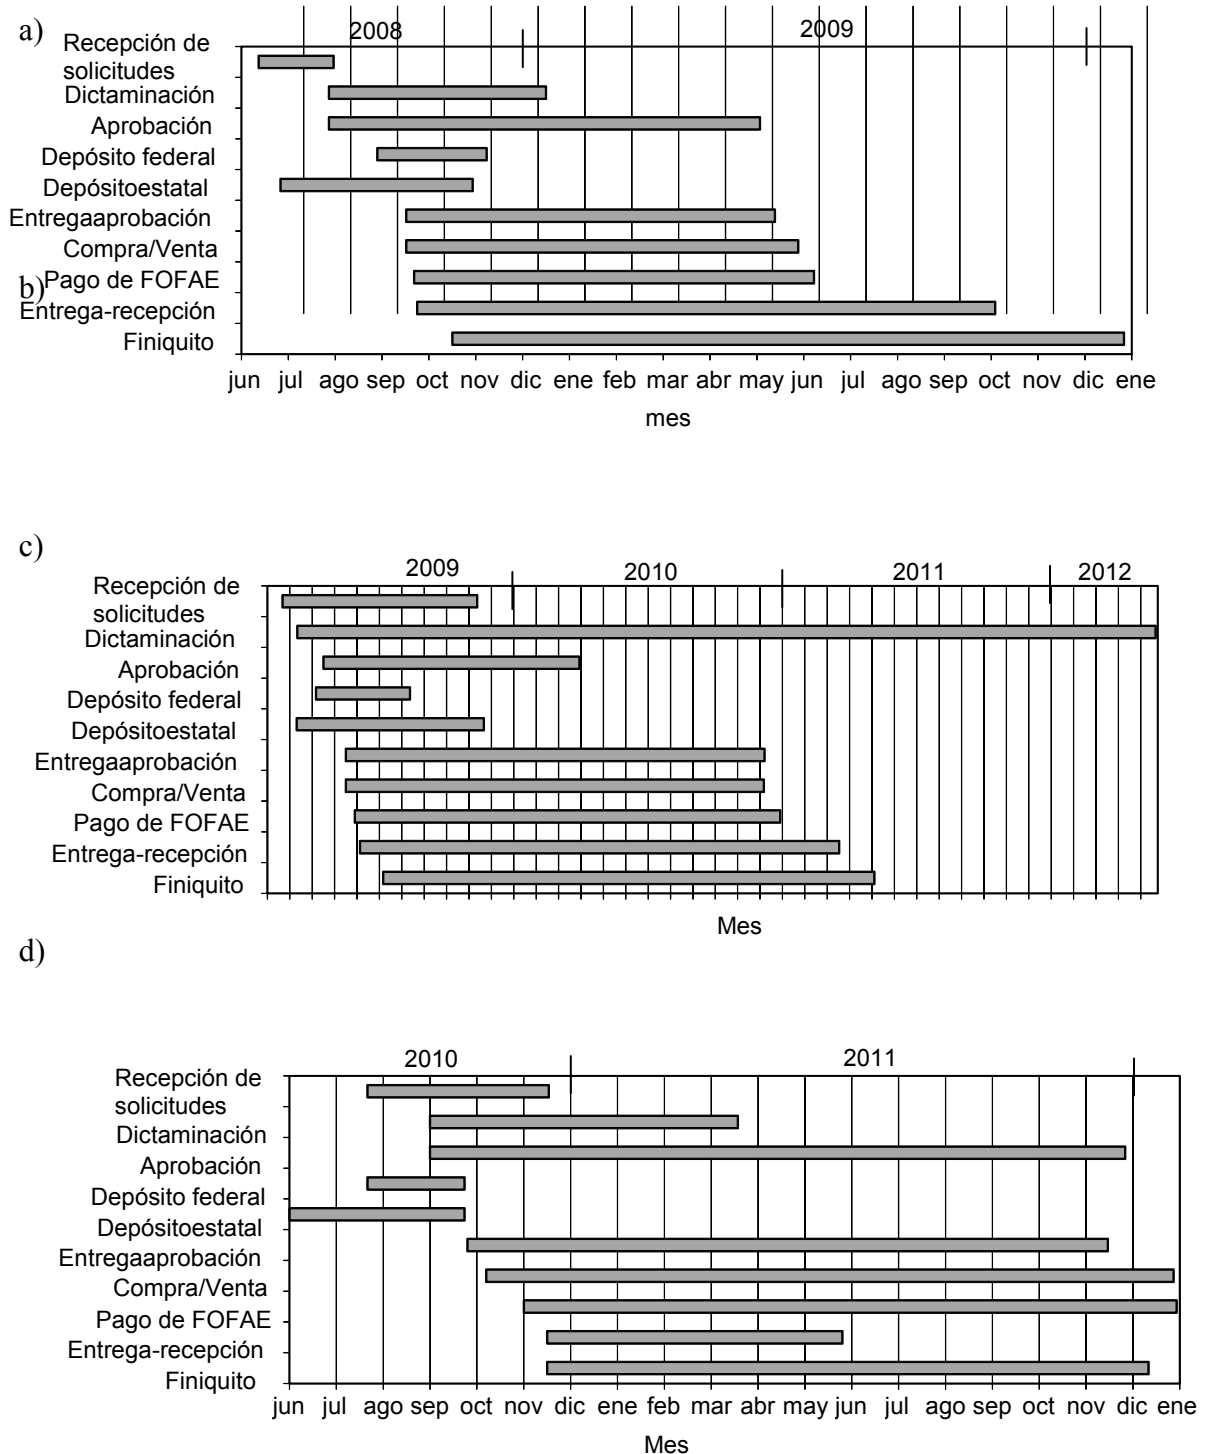 a)
2008
2009
Recepción de
solicitudes
Dictaminación
Aprobación
Depósito federal
Depósitoestatal
Entregaaprobación
Compra/Venta
Pago de FOFAE
b)
Entrega-recepción
Finiquito
jun jul ago sep oct nov dic ene feb mar abr may jun jul ago sep oct nov dic ene
mes
c)
2009 2010 2011 2012
Recepción de
solicitudes
Dictaminación
Aprobación
Depósito federal
Depósitoestatal
Entregaaprobación
Compra/Venta
Pago de FOFAE
Entrega-recepción
Finiquito
Mes
d)
2010 2011
Recepción de
solicitudes
Dictaminación
Aprobación
Depósito federal
Depósitoestatal
Entregaaprobación
Compra/Venta
Pago de FOFAE
Entrega-recepción
Finiquito
jun jul ago sep oct nov dic ene feb mar abr may jun jul ago sep oct nov dic ene
Mes